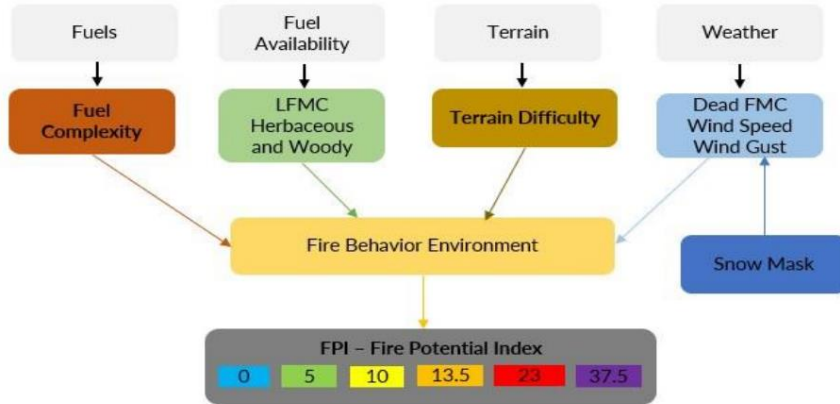 Fuels
Fuel
Availability
Terrain
Weather
Fuel
Complexity
LFMC
Herbaceous
and Woody
Terrain Difficulty
Dead FMC
Wind Speed
Wind Gust
Fire Behavior Environment
Snow Mask
FPI – Fire Potential Index
0 5 10 13.5 23 37.5